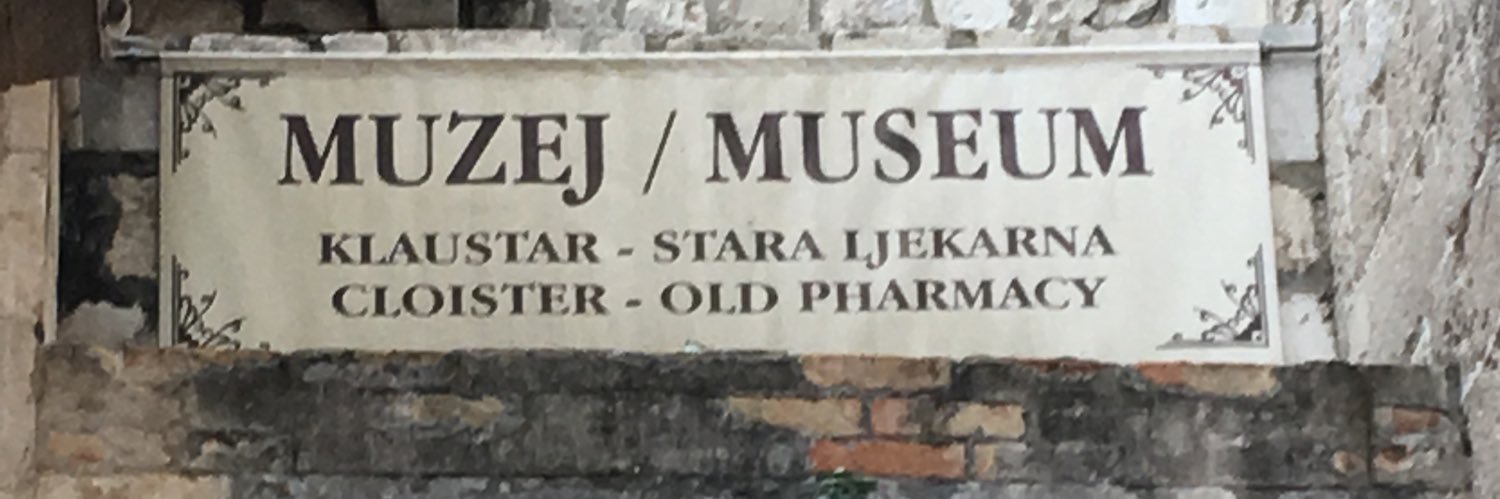 MUZEJ / MUSEUM
KLAUSTAR - STARA LJEKARNA
CLOISTER - OLD PHARMACY